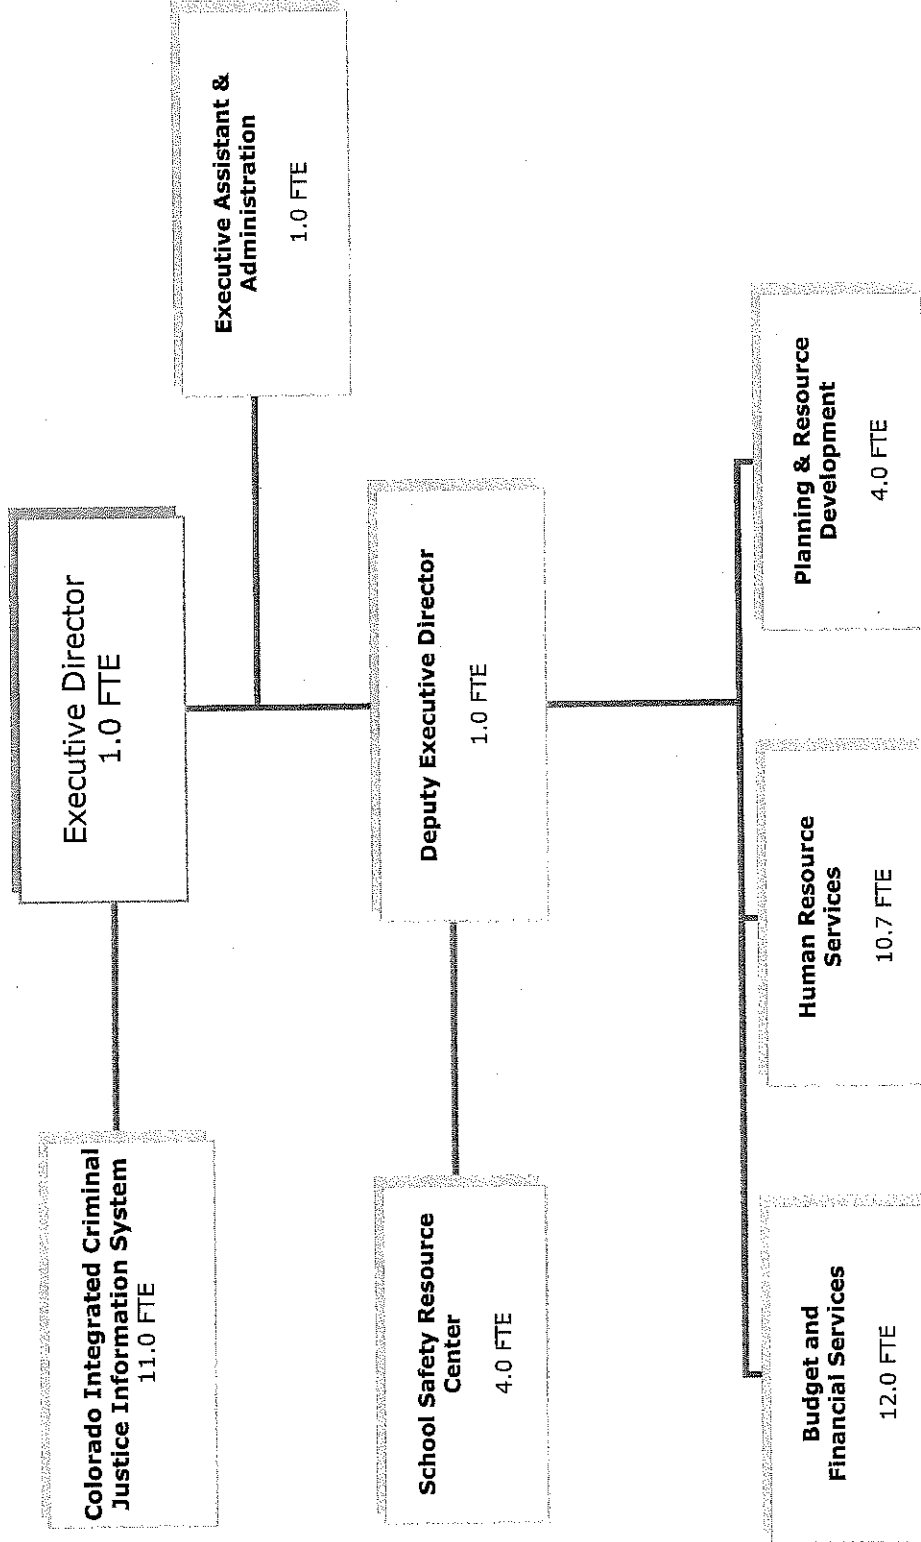 Executive Director
1.0 FTE
Colorado Integrated Criminal
Justice Information System
11.0 FTE
Executive Assistant &
Administration
1.0 FTE
Deputy Executive Director
1.0 FTE
School Safety Resource
Center
4.0 FTE
Budget and
Financial Services
12.0 FTE
Human Resource
Services
10.7 FTE
Planning & Resource
Development
4.0 FTE